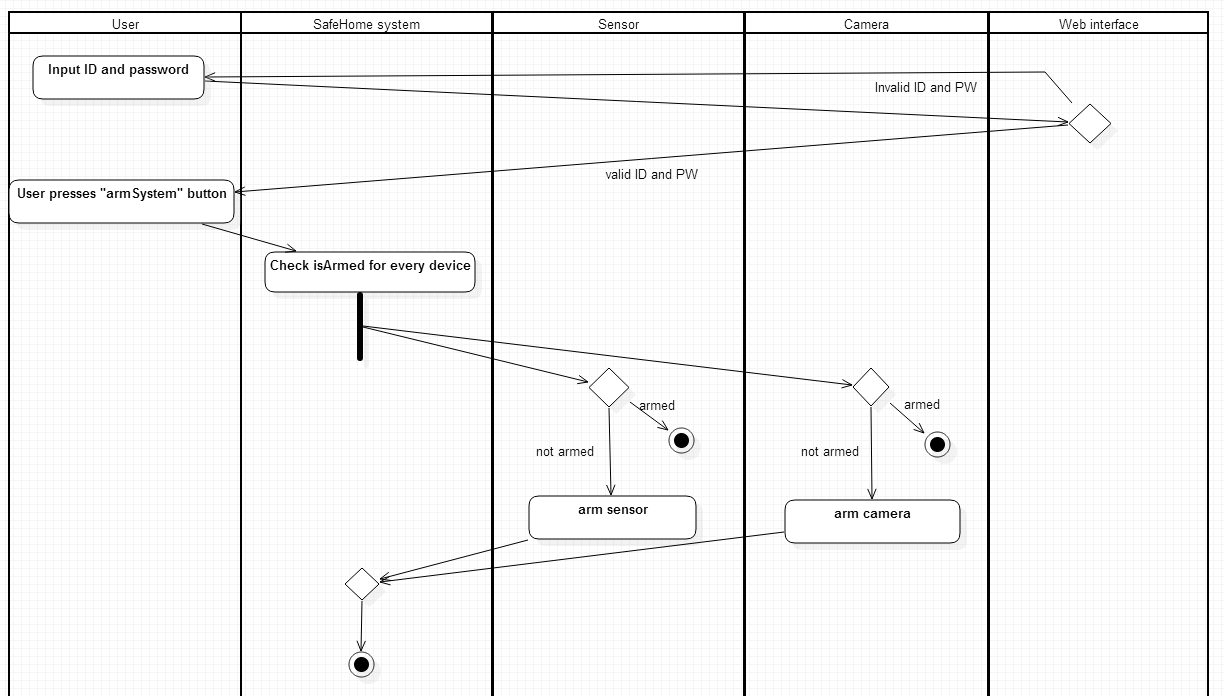 User
SafeHome system
Sensor
Camera
Web interface
Input ID and password
Invalid ID and PW
valid ID and PW
User presses "armSystem" button
Check isArmed for every device
armed
armed
not armed
not armed
arm sensor
arm camera